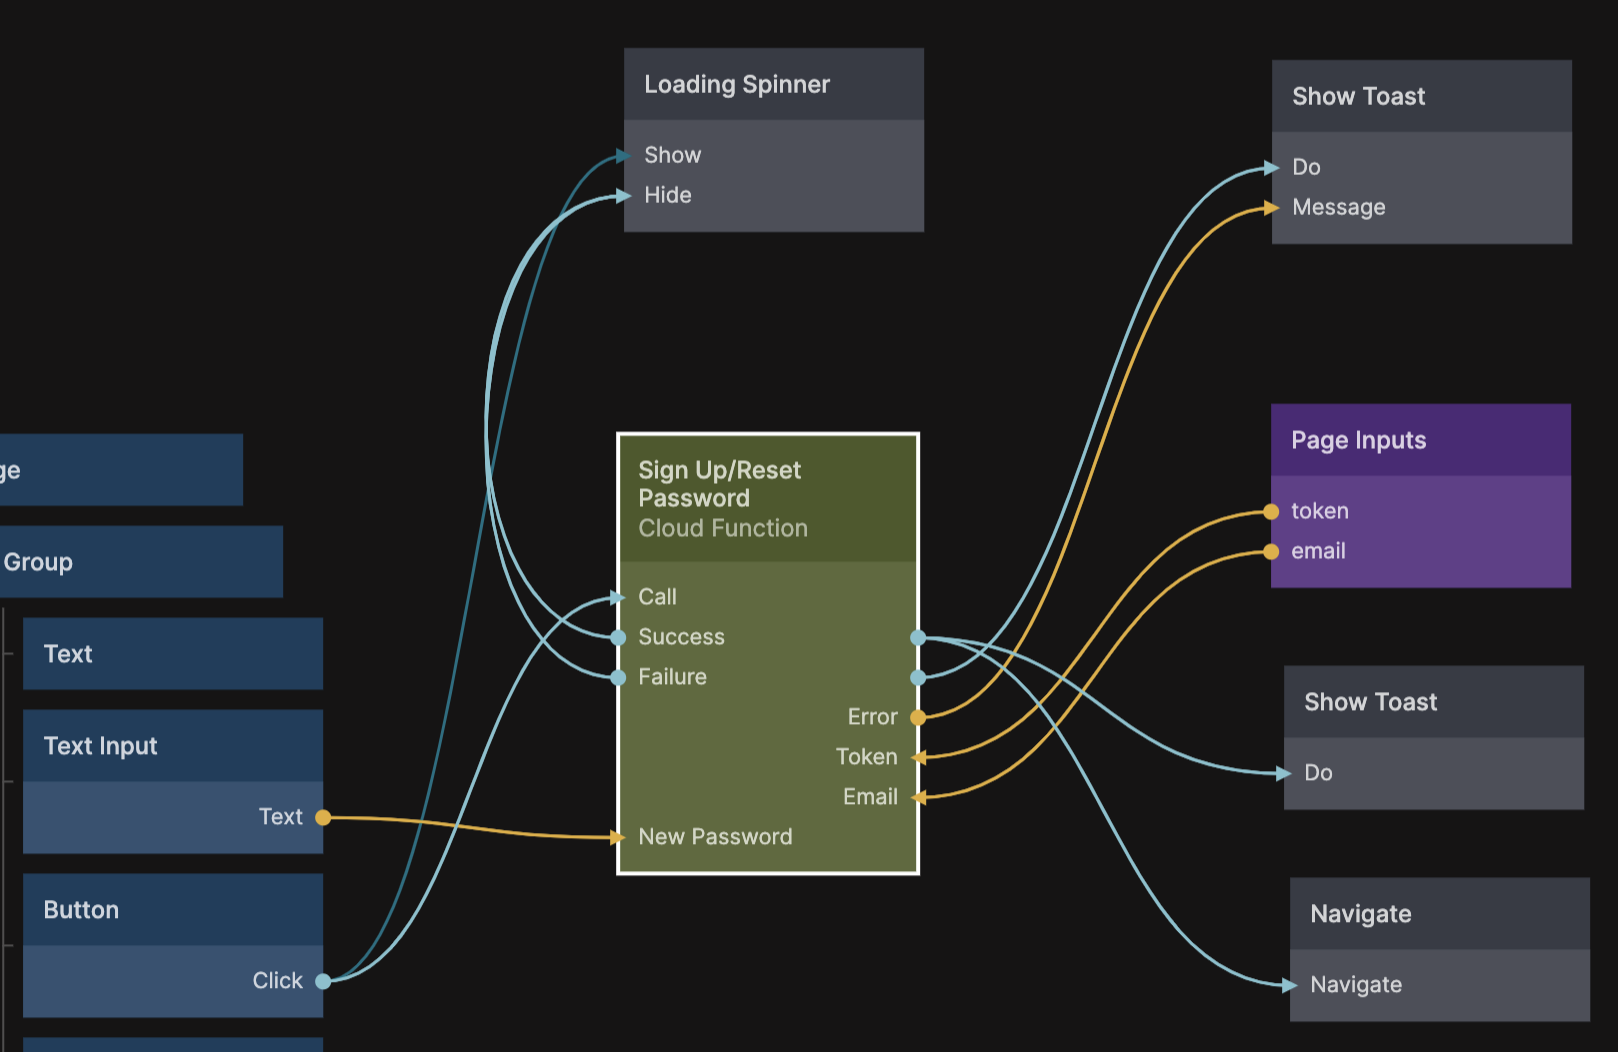 Loading Spinner
Show
Hide
Show Toast
Do
Message
ge
Group
Text
Text Input
Text
Button
Click
Sign Up/Reset
Password
Cloud Function
Call
Success
Failure
Error
Token
Email
New Password
Page Inputs
token
email
Show Toast
Do
Navigate
Navigate